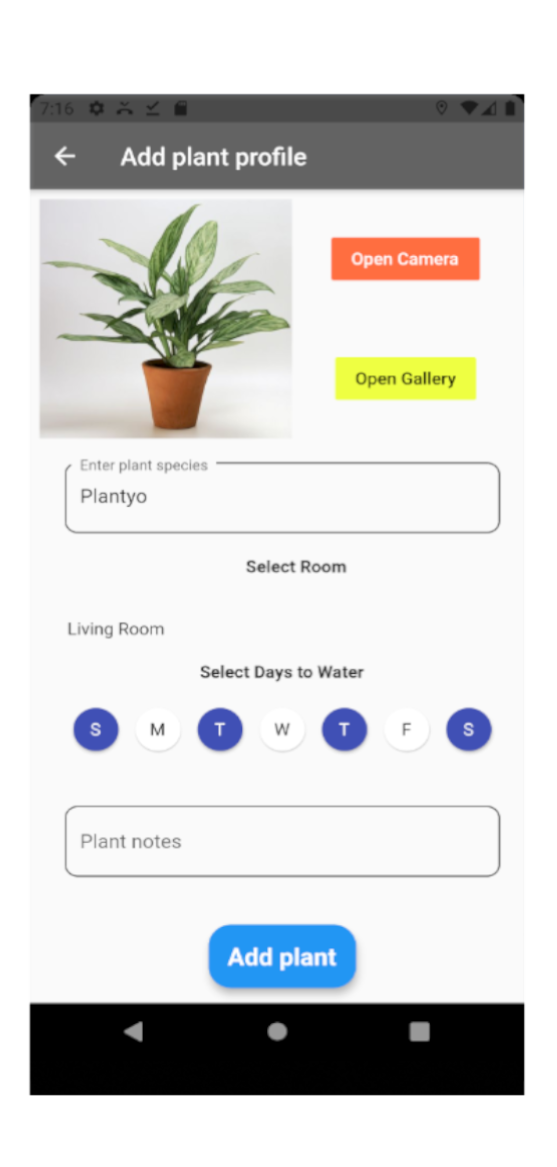 7:16
Add plant profile
Open Camera
Open Gallery
Enter plant species
Plantyo
Select Room
Living Room
Select Days to Water
S M T W T F S
Plant notes
Add plant